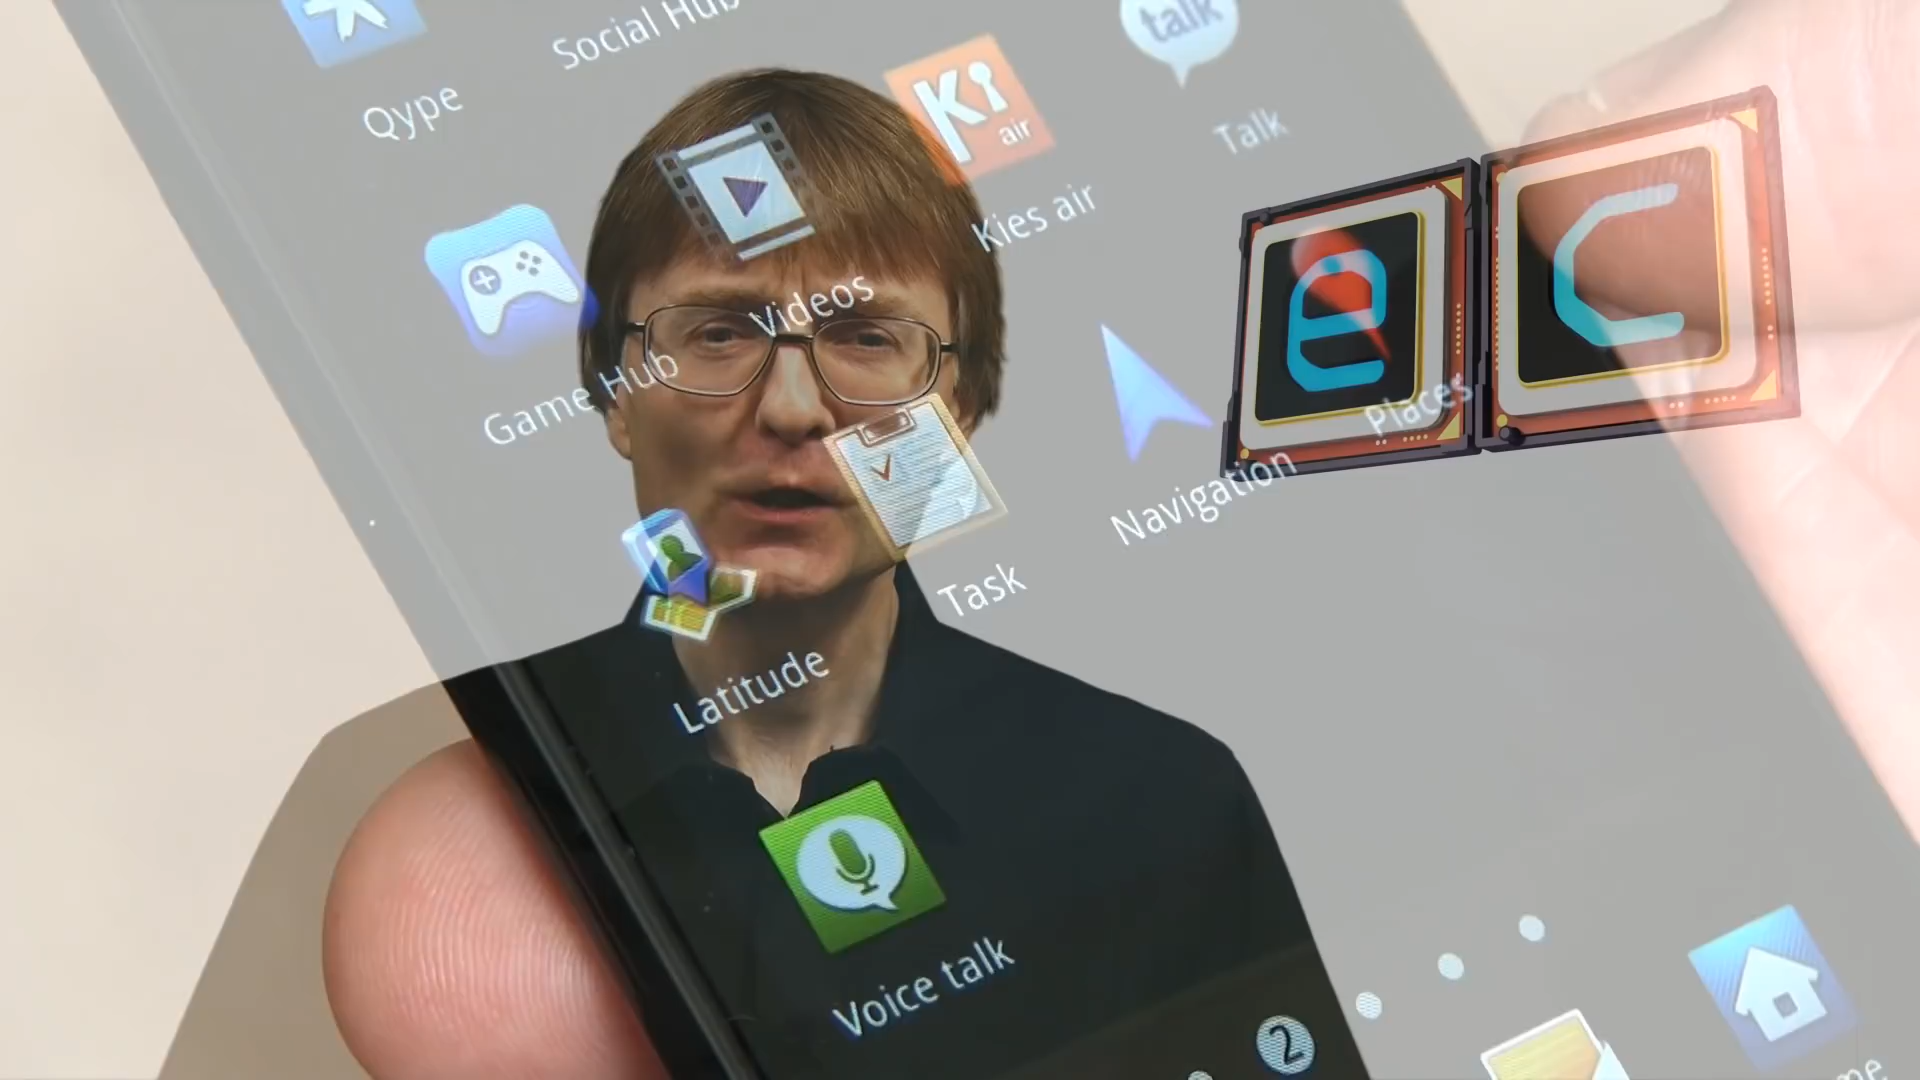 Social Hub
talk
Qype
Ki
air
Talk
Kies air
Videos
e c
Game Hub
Places
Navigation
Task
Latitude
Voice talk
2